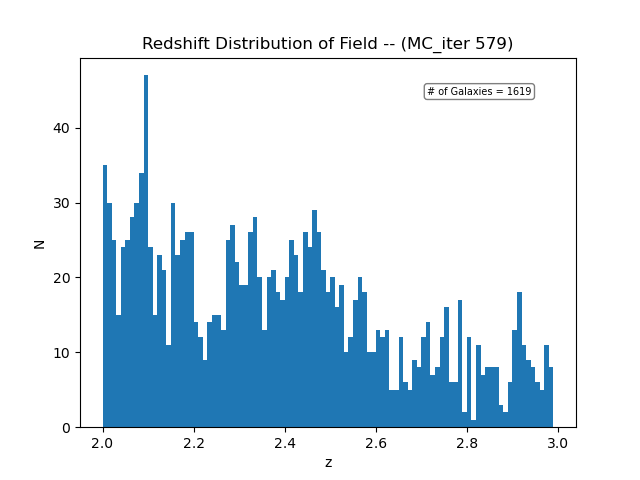 Redshift Distribution of Field -- (MC_iter 579)
# of Galaxies = 1619
40
30
20
10
0
N
2.0 2.2 2.4 2.6 2.8 3.0
z